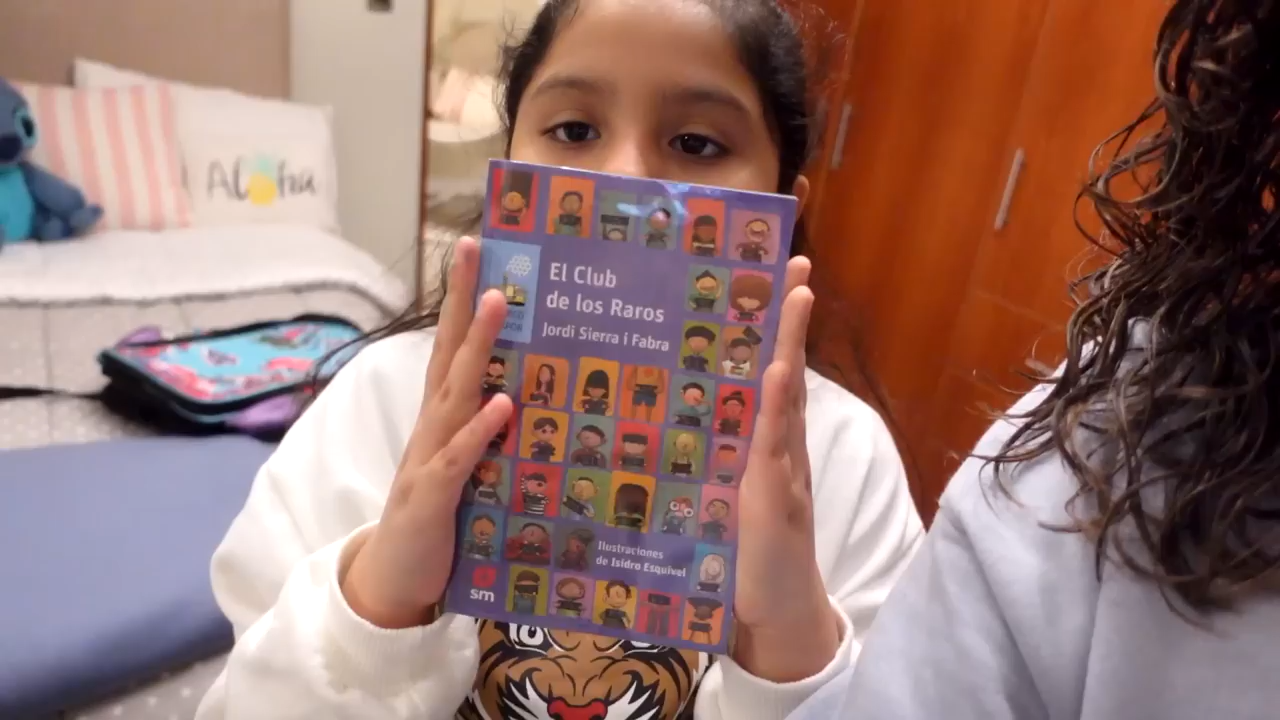 Aloha
El Club
de los Raros
Jordi Sierra i Fabra
Ilustraciones
de Isidro Esquivel
sm